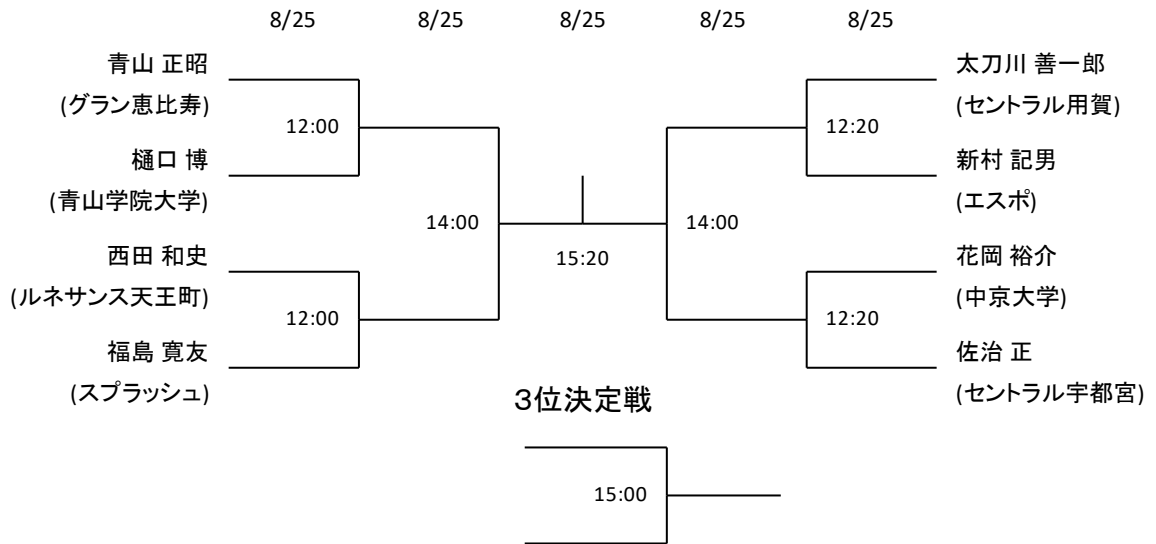 8/25 8/25 8/25 8/25 8/25
青山 正昭
(グラン恵比寿)
12:00
樋口 博
(青山学院大学)
14:00
西田 和史
(ルネサンス天王町)
12:00
福島 寛友
(スプラッシュ)
15:20
太刀川 善一郎
(セントラル用賀)
12:20
新村 記男
(エスポ)
14:00
花岡 裕介
(中京大学)
12:20
佐治 正
(セントラル宇都宮)
3位決定戦
15:00